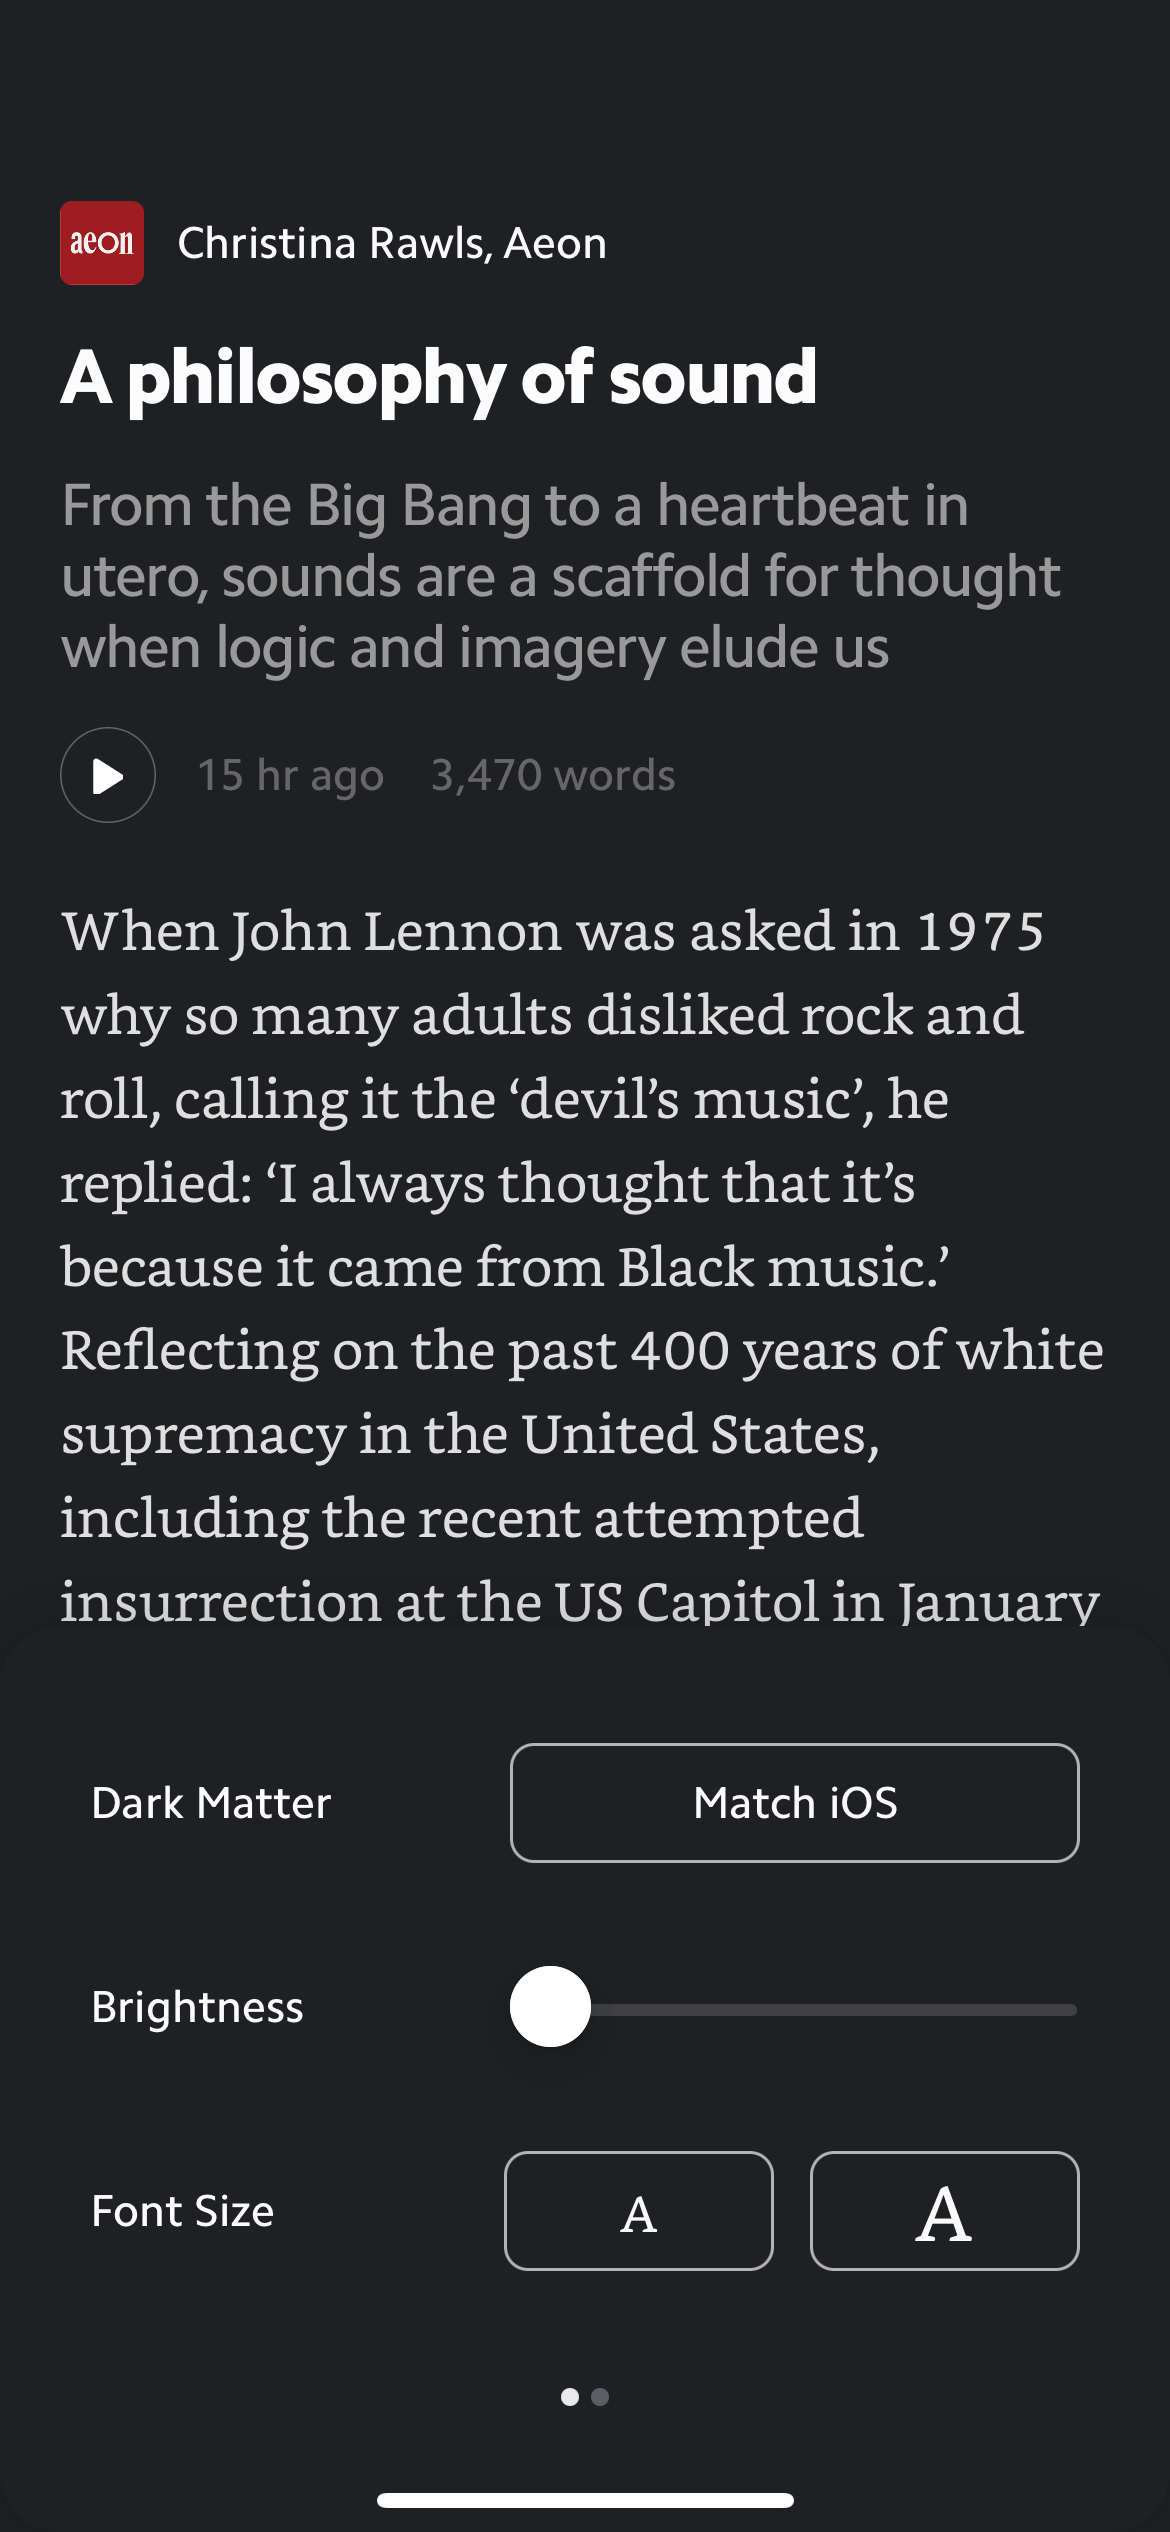 aeon
Christina Rawls, Aeon
A philosophy of sound
From the Big Bang to a heartbeat in
utero, sounds are a scaffold for thought
when logic and imagery elude us
15 hr ago 3,470 words
When John Lennon was asked in 1975
why so many adults disliked rock and
roll, calling it the ‘devil’s music’, he
replied: ‘I always thought that it’s
because it came from Black music.’
Reflecting on the past 400 years of white
supremacy in the United States,
including the recent attempted
insurrection at the US Capitol in January
Dark Matter
Match iOS
Brightness
Font Size
A A